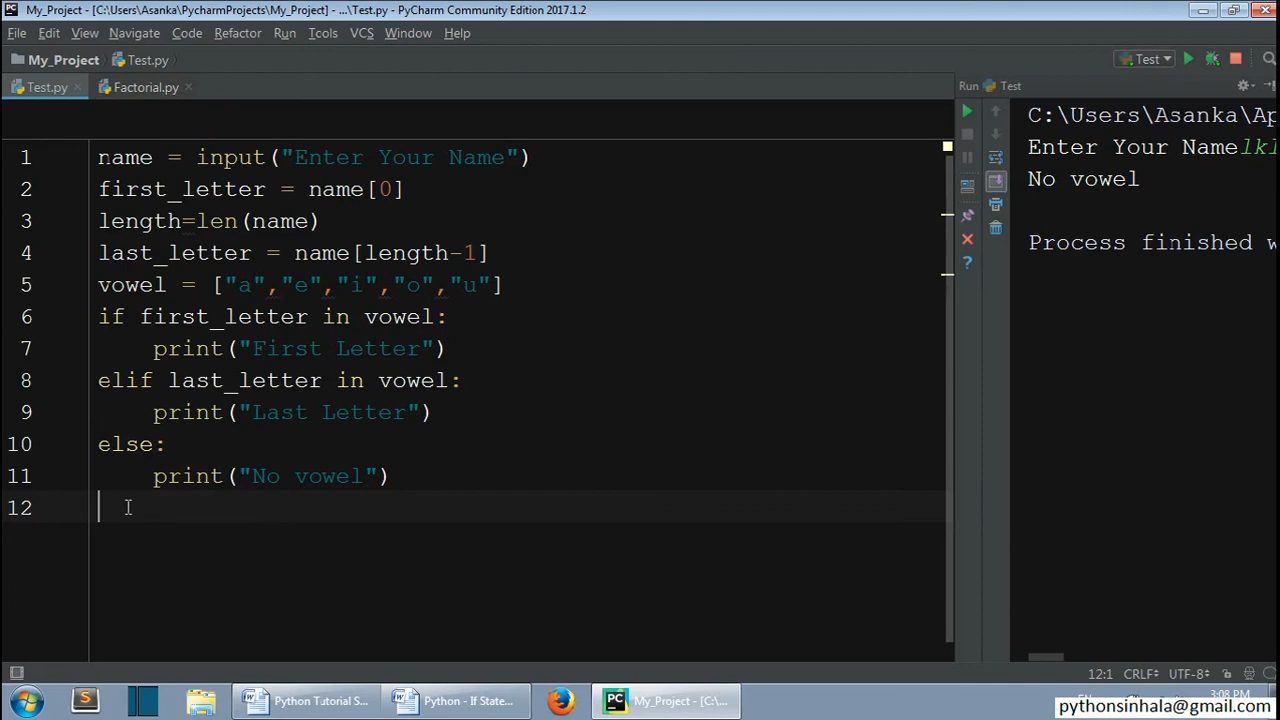 My_Project - [C:\Users\Asanka\PycharmProjects\My_Project] - ...\Test.py - PyCharm Community Edition 2017.1.2
File Edit View Navigate Code Refactor Run Tools VCS Window Help
My_Project Test.py Test
Test.py Factorial.py Run Test
1 name = input("Enter Your Name")
2 first_letter = name[0]
3 length=len(name)
4 last_letter = name[length-1]
5 vowel = ["a","e","i","o","u"]
6 if first_letter in vowel:
7 print("First Letter")
8 elif last_letter in vowel:
9 print("Last Letter")
10 else:
11 print("No vowel")
12
C:\Users\Asanka\Ap
Enter Your Namelkl
No vowel
Process finished w
12:1 CRLF UTF-8
Python Tutorial S... Python - If State... My_Project - [C:\... EN 3:08 PM
pythonsinhala@gmail.com